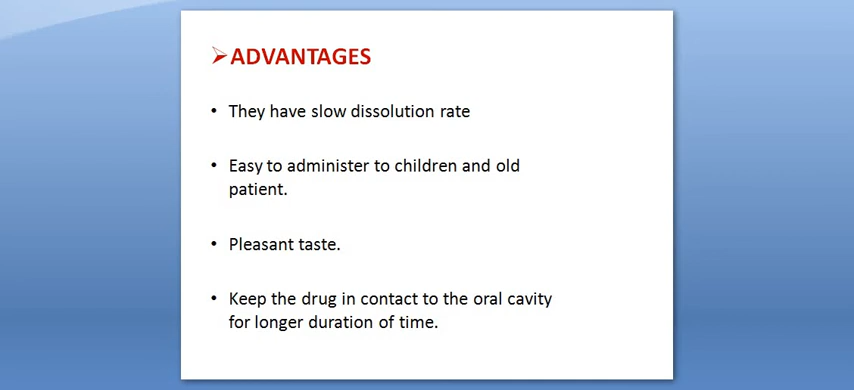 ➢ADVANTAGES
• They have slow dissolution rate
• Easy to administer to children and old
patient.
• Pleasant taste.
• Keep the drug in contact to the oral cavity
for longer duration of time.